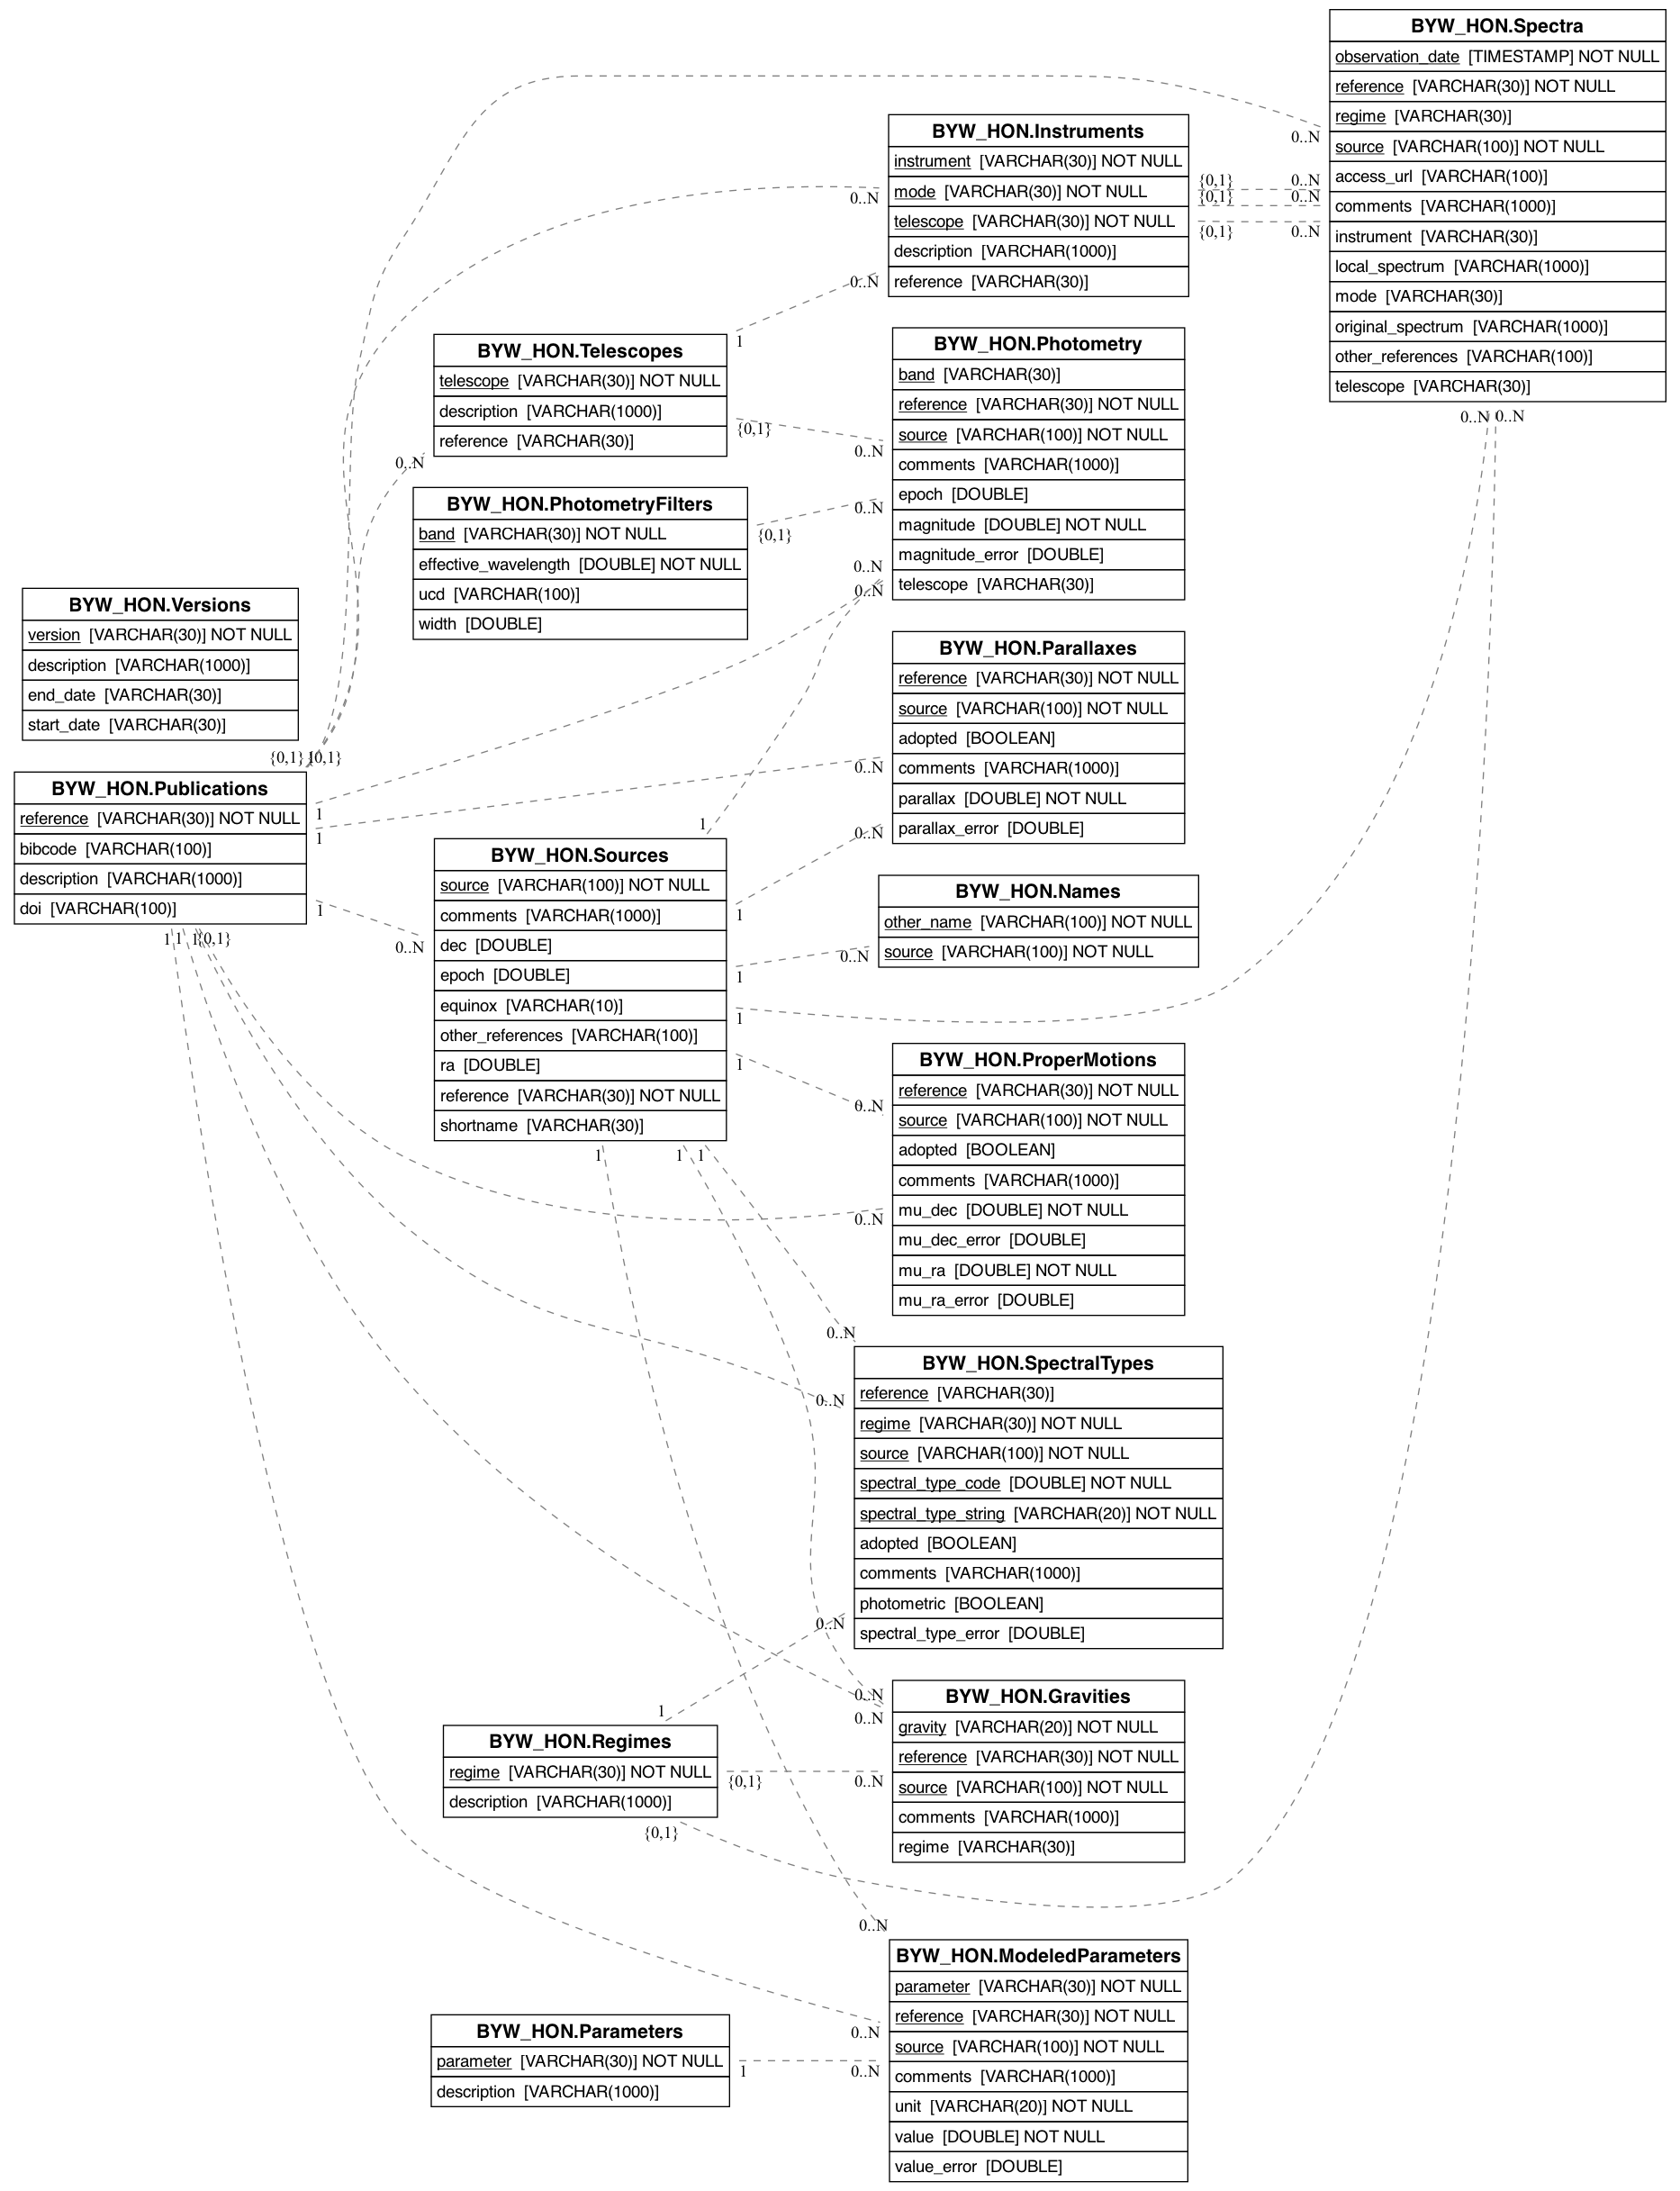 BYW_HON.Spectra
observation_date [TIMESTAMP] NOT NULL
reference [VARCHAR(30)] NOT NULL
regime [VARCHAR(30)]
source [VARCHAR(100)] NOT NULL
access_url [VARCHAR(100)]
comments [VARCHAR(1000)]
instrument [VARCHAR(30)]
local_spectrum [VARCHAR(1000)]
mode [VARCHAR(30)]
original_spectrum [VARCHAR(1000)]
other_references [VARCHAR(100)]
telescope [VARCHAR(30)]
0..N
0..N
0..N
0..N
0..N
0..N
BYW_HON.Instruments
instrument [VARCHAR(30)] NOT NULL
mode [VARCHAR(30)] NOT NULL
telescope [VARCHAR(30)] NOT NULL
description [VARCHAR(1000)]
reference [VARCHAR(30)]
{0,1}
{0,1}
{0,1}
0..N
0..N
BYW_HON.Telescopes
telescope [VARCHAR(30)] NOT NULL
description [VARCHAR(1000)]
reference [VARCHAR(30)]
1
{0,1}
0..N
BYW_HON.Photometry
band [VARCHAR(30)]
reference [VARCHAR(30)] NOT NULL
source [VARCHAR(100)] NOT NULL
comments [VARCHAR(1000)]
epoch [DOUBLE]
magnitude [DOUBLE] NOT NULL
magnitude_error [DOUBLE]
telescope [VARCHAR(30)]
0..N
0..N
0..N
0..N
BYW_HON.PhotometryFilters
band [VARCHAR(30)] NOT NULL
effective_wavelength [DOUBLE] NOT NULL
ucd [VARCHAR(100)]
width [DOUBLE]
{0,1}
BYW_HON.Versions
version [VARCHAR(30)] NOT NULL
description [VARCHAR(1000)]
end_date [VARCHAR(30)]
start_date [VARCHAR(30)]
{0,1}
{0,1}
BYW_HON.Publications
reference [VARCHAR(30)] NOT NULL
bibcode [VARCHAR(100)]
description [VARCHAR(1000)]
doi [VARCHAR(100)]
1
1
1
1
1
1
{0,1}
BYW_HON.Parallaxes
reference [VARCHAR(30)] NOT NULL
source [VARCHAR(100)] NOT NULL
adopted [BOOLEAN]
comments [VARCHAR(1000)]
parallax [DOUBLE] NOT NULL
parallax_error [DOUBLE]
0..N
0..N
BYW_HON.Sources
source [VARCHAR(100)] NOT NULL
comments [VARCHAR(1000)]
dec [DOUBLE]
epoch [DOUBLE]
equinox [VARCHAR(10)]
other_references [VARCHAR(100)]
ra [DOUBLE]
reference [VARCHAR(30)] NOT NULL
shortname [VARCHAR(30)]
0..N
1
1
1
1
1
1
1
1
BYW_HON.Names
other_name [VARCHAR(100)] NOT NULL
source [VARCHAR(100)] NOT NULL
0..N
BYW_HON.ProperMotions
reference [VARCHAR(30)] NOT NULL
source [VARCHAR(100)] NOT NULL
adopted [BOOLEAN]
comments [VARCHAR(1000)]
mu_dec [DOUBLE] NOT NULL
mu_dec_error [DOUBLE]
mu_ra [DOUBLE] NOT NULL
mu_ra_error [DOUBLE]
0..N
0..N
BYW_HON.SpectralTypes
reference [VARCHAR(30)]
regime [VARCHAR(30)] NOT NULL
source [VARCHAR(100)] NOT NULL
spectral_type_code [DOUBLE] NOT NULL
spectral_type_string [VARCHAR(20)] NOT NULL
adopted [BOOLEAN]
comments [VARCHAR(1000)]
photometric [BOOLEAN]
spectral_type_error [DOUBLE]
0..N
0..N
0..N
BYW_HON.Regimes
regime [VARCHAR(30)] NOT NULL
description [VARCHAR(1000)]
1
{0,1}
{0,1}
BYW_HON.Gravities
gravity [VARCHAR(20)] NOT NULL
reference [VARCHAR(30)] NOT NULL
source [VARCHAR(100)] NOT NULL
comments [VARCHAR(1000)]
regime [VARCHAR(30)]
0..N
0..N
0..N
BYW_HON.ModeledParameters
parameter [VARCHAR(30)] NOT NULL
reference [VARCHAR(30)] NOT NULL
source [VARCHAR(100)] NOT NULL
comments [VARCHAR(1000)]
unit [VARCHAR(20)] NOT NULL
value [DOUBLE] NOT NULL
value_error [DOUBLE]
0..N
0..N
0..N
BYW_HON.Parameters
parameter [VARCHAR(30)] NOT NULL
description [VARCHAR(1000)]
1